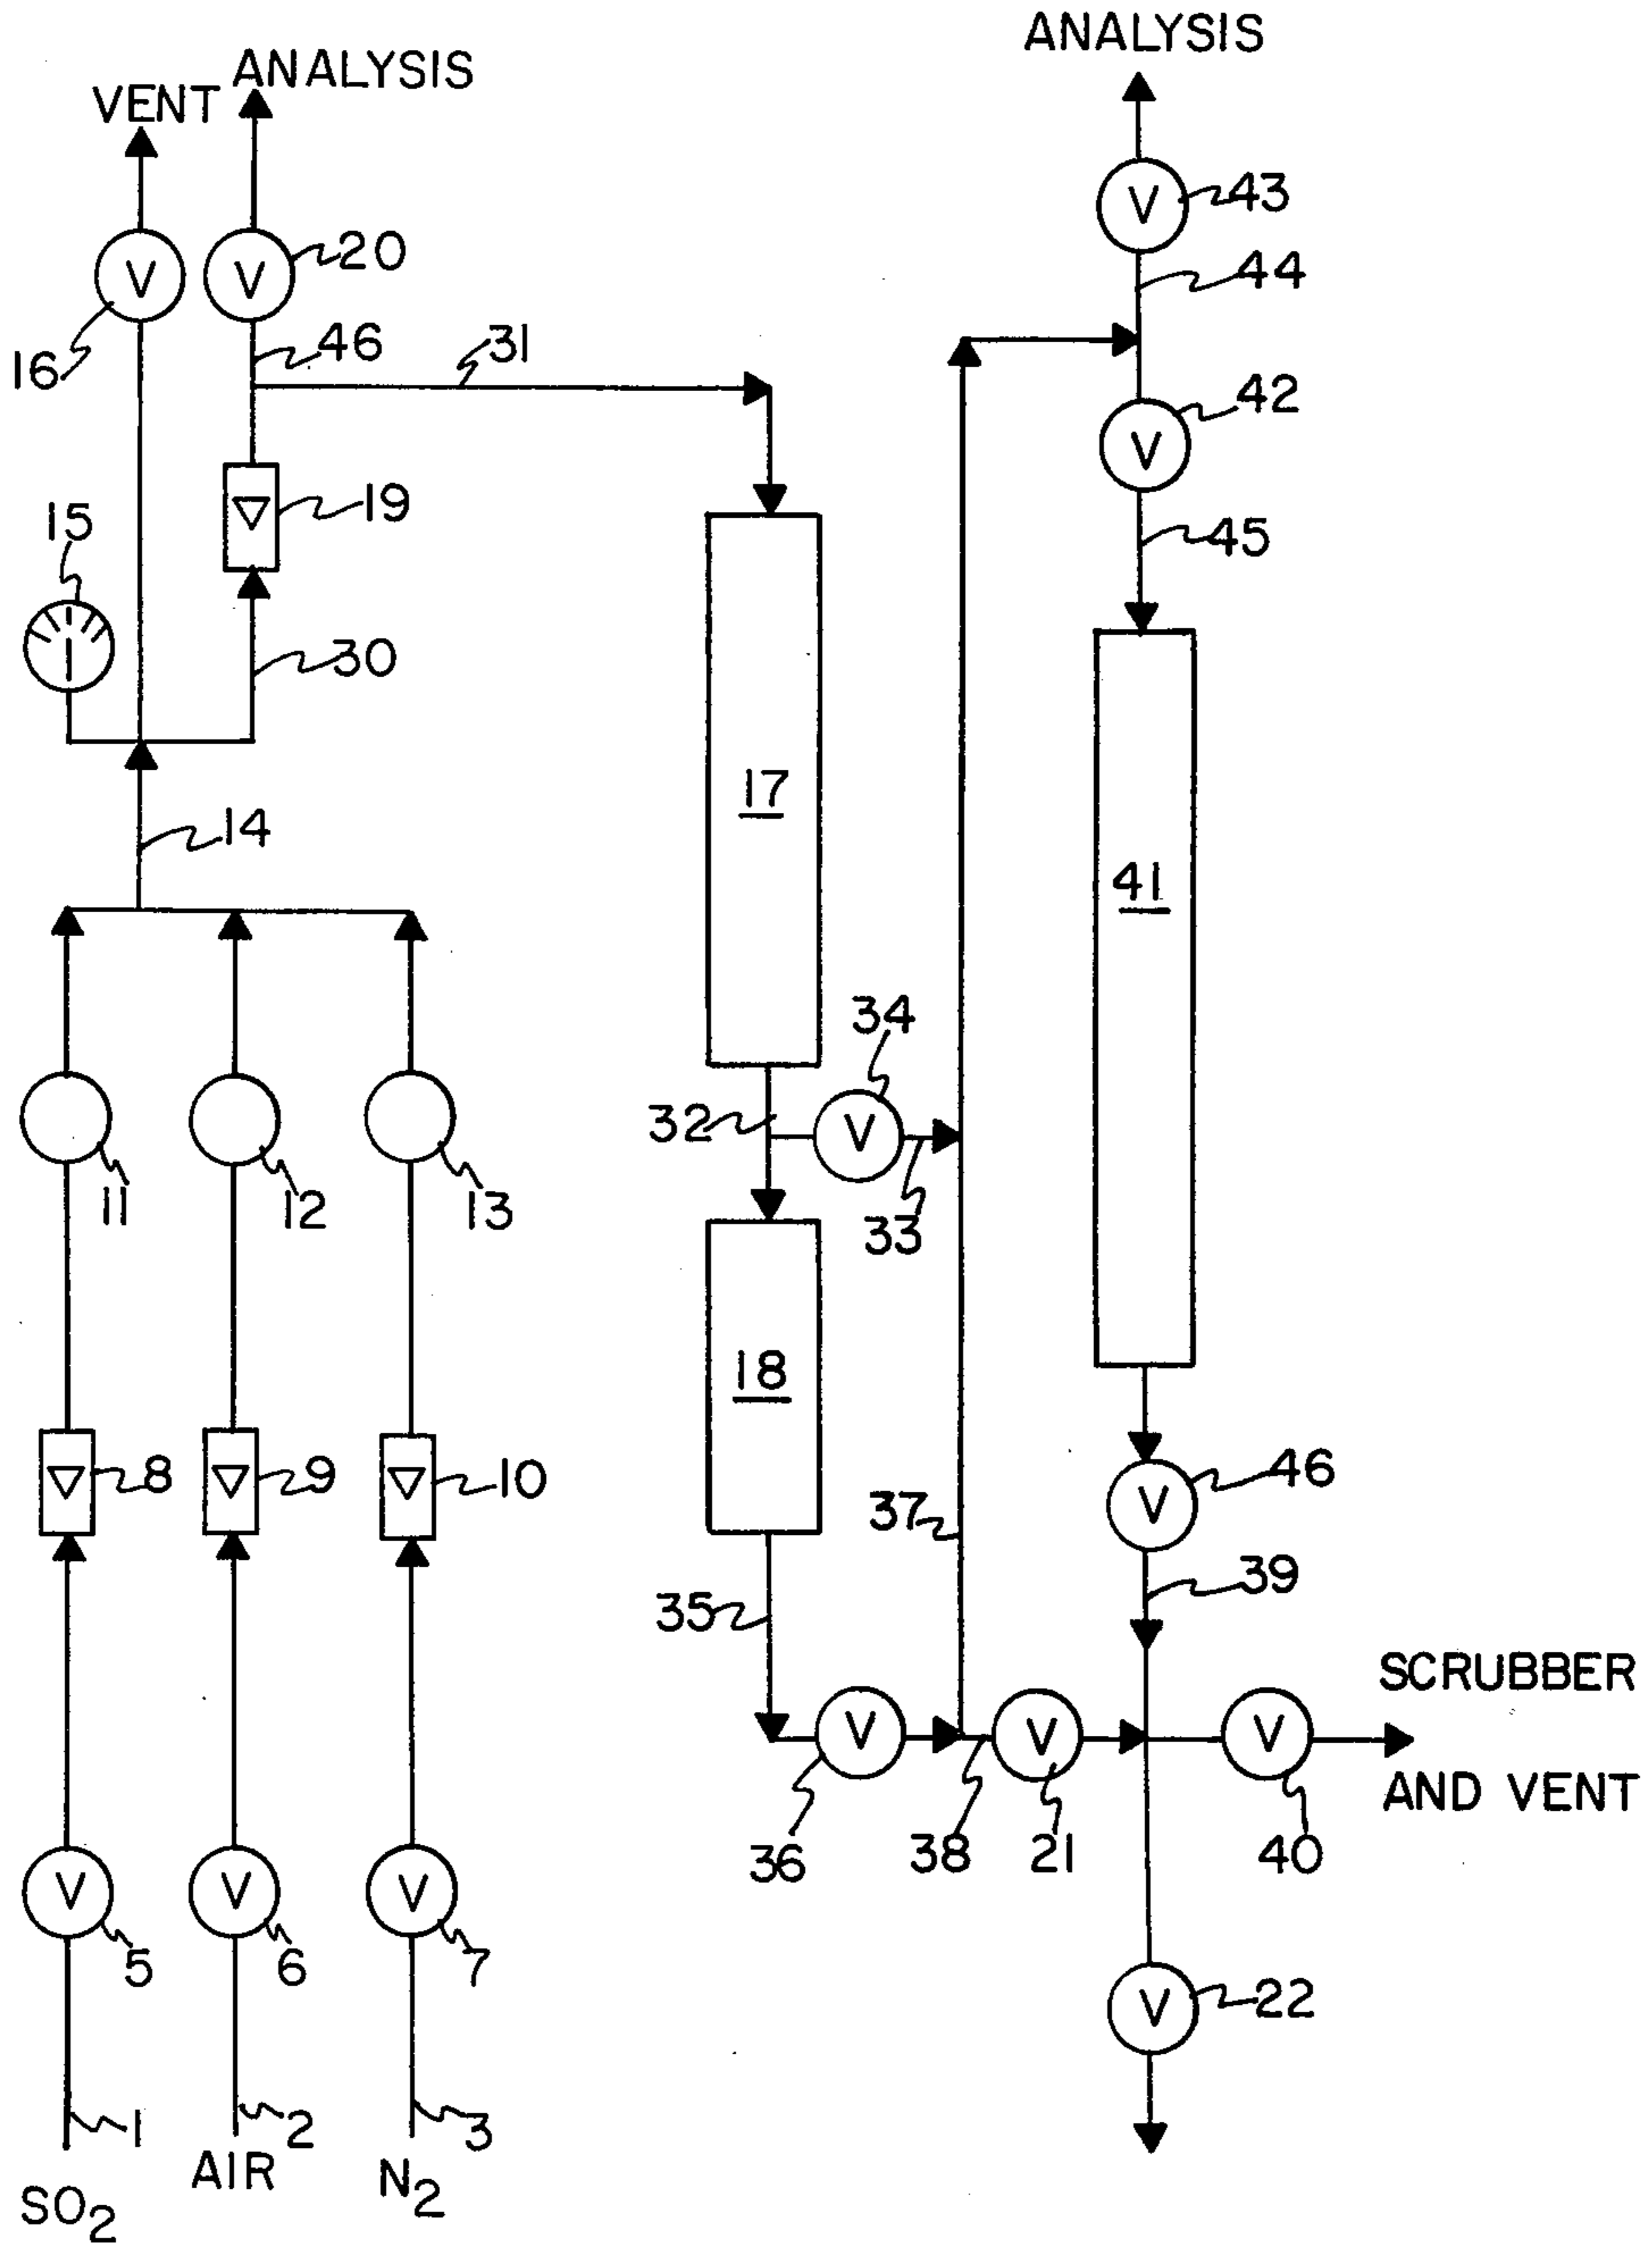 ANALYSIS
ANALYSIS
VENT
V
43
V
V
20
44
16
46
31
42
V
15
19
45
30
17
14
41
34
32
V
33
11
12
13
18
8
9
10
37
46
V
39
35
SCRUBBER
V
V
V
AND VENT
36
38
21
40
V
V
V
5
6
7
V
22
1
2
3
AIR
N2
SO2